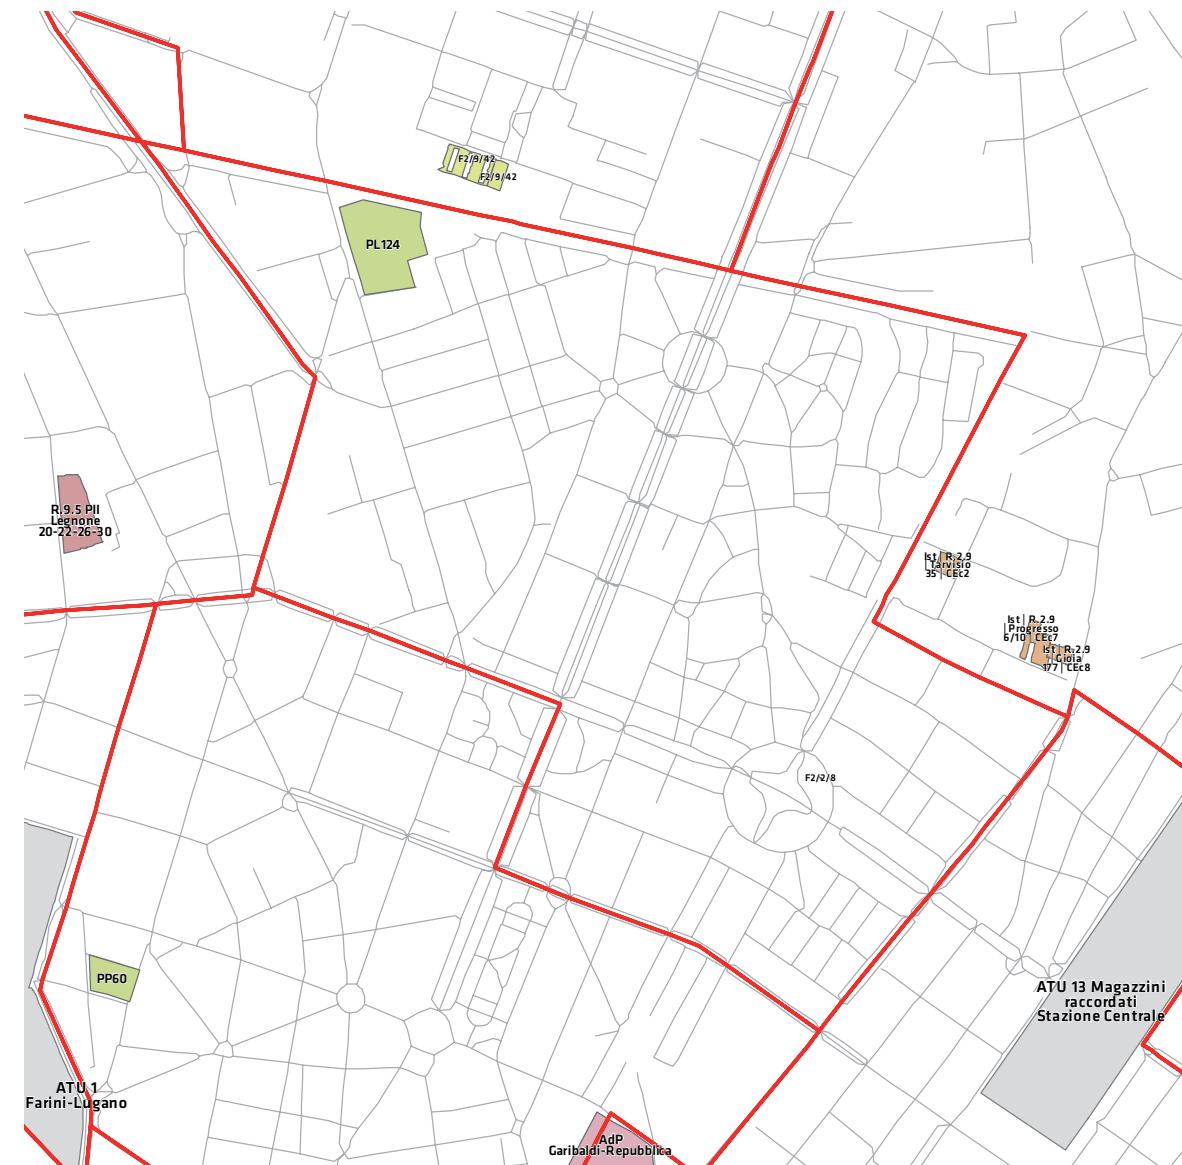 F2/9/42
F2/9/42
PL124
R.9.5 PII
Legnone
20-22-26-30
Ist | R.2.9
Tarvisio
35 | CEc2
Ist | R.2.9
| Progresso
6/10 | CEc7
Ist | R.2.9
| Gioia
177 | CEc8
F2/2/8
PP60
ATU 13 Magazzini
raccordati
Stazione Centrale
ATU 1
Farini-Lugano
AdP
Garibaldi-Repubblica